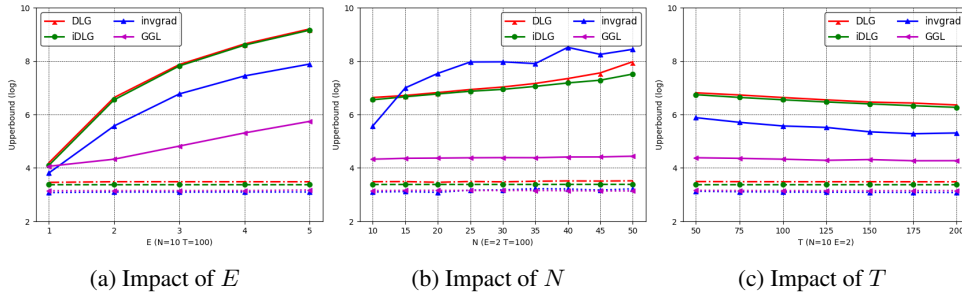 10
8
6
4
2
Upperbound (log)
DLG
iDLG
invgrad
GGL
1 2 3 4 5
E (N=10 T=100)
(a) Impact of E
10
8
6
4
2
Upperbound (log)
DLG
iDLG
invgrad
GGL
10 15 20 25 30 35 40 45 50
N (E=2 T=100)
(b) Impact of N
10
8
6
4
2
Upperbound (log)
DLG
iDLG
invgrad
GGL
50 75 100 125 150 175 200
T (N=10 E=2)
(c) Impact of T